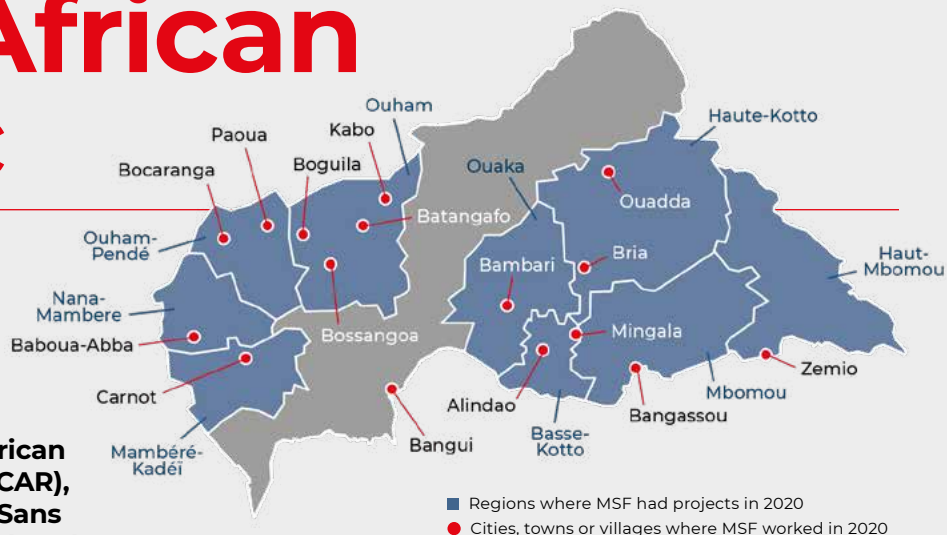 African
Ouham
Haute-Kotto
Paoua
Kabo
Bocaranga
Boguila
Ouaka
Ouadda
Batangafo
Ouham-
Pendé
Bria
Haut-
Mbomou
Bambari
Nana-
Mambere
Bossangoa
Mingala
Baboua-Abba
Zemio
Carnot
Mbomou
Alindao
Bangassou
Basse-
Kotto
Bangui
Mambéré-
Kadéï
CAR),
Sans
Regions where MSF had projects in 2020
Cities, towns or villages where MSF worked in 2020